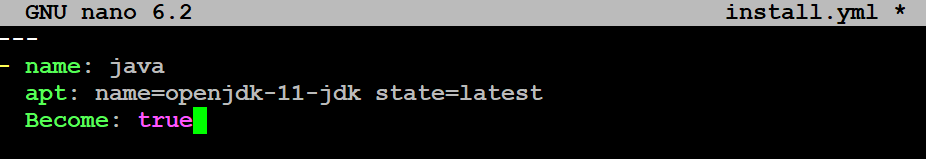 GNU nano 6.2 install.yml *
---
- name: java
  apt: name=openjdk-11-jdk state=latest
  Become: true